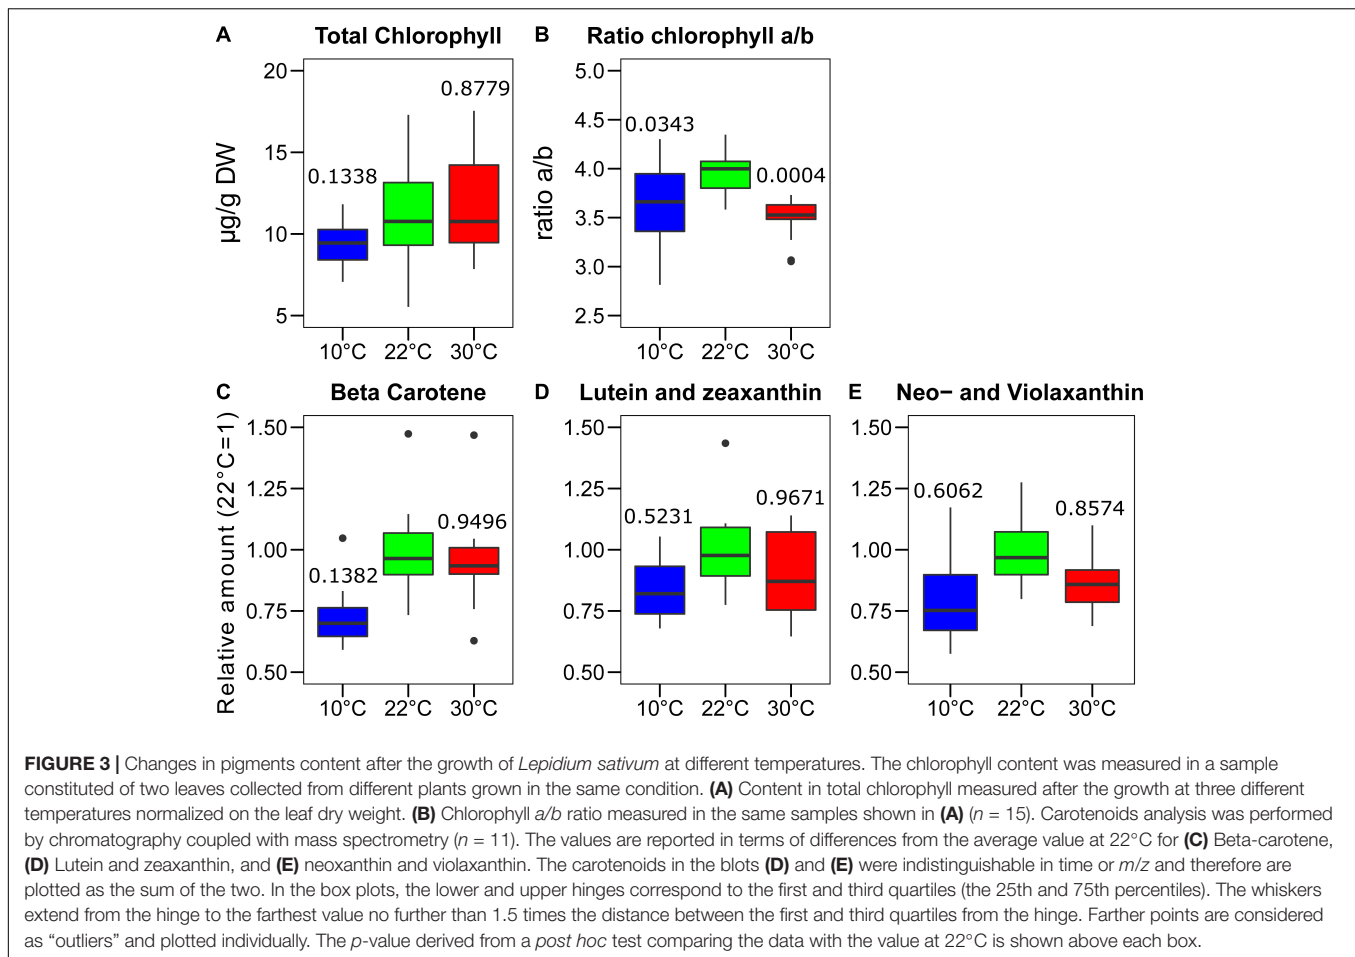 A Total Chlorophyll
20
15
10
5
µg/g DW
0.1338
0.8779
10°C 22°C 30°C
B Ratio chlorophyll a/b
5.0
4.5
4.0
3.5
3.0
2.5
ratio a/b
0.0343
0.0004
10°C 22°C 30°C
C Beta Carotene
Relative amount (22°C=1)
1.50
1.25
1.00
0.75
0.50
0.1382
0.9496
10°C 22°C 30°C
D Lutein and zeaxanthin
1.50
1.25
1.00
0.75
0.50
0.5231
0.9671
10°C 22°C 30°C
E Neo− and Violaxanthin
1.50
1.25
1.00
0.75
0.50
0.6062
0.8574
10°C 22°C 30°C
FIGURE 3 | Changes in pigments content after the growth of Lepidium sativum at different temperatures. The chlorophyll content was measured in a sample
constituted of two leaves collected from different plants grown in the same condition. (A) Content in total chlorophyll measured after the growth at three different
temperatures normalized on the leaf dry weight. (B) Chlorophyll a/b ratio measured in the same samples shown in (A) (n = 15). Carotenoids analysis was performed
by chromatography coupled with mass spectrometry (n = 11). The values are reported in terms of differences from the average value at 22°C for (C) Beta-carotene,
(D) Lutein and zeaxanthin, and (E) neoxanthin and violaxanthin. The carotenoids in the blots (D) and (E) were indistinguishable in time or m/z and therefore are
plotted as the sum of the two. In the box plots, the lower and upper hinges correspond to the first and third quartiles (the 25th and 75th percentiles). The whiskers
extend from the hinge to the farthest value no further than 1.5 times the distance between the first and third quartiles from the hinge. Farther points are considered
as “outliers” and plotted individually. The p-value derived from a post hoc test comparing the data with the value at 22°C is shown above each box.